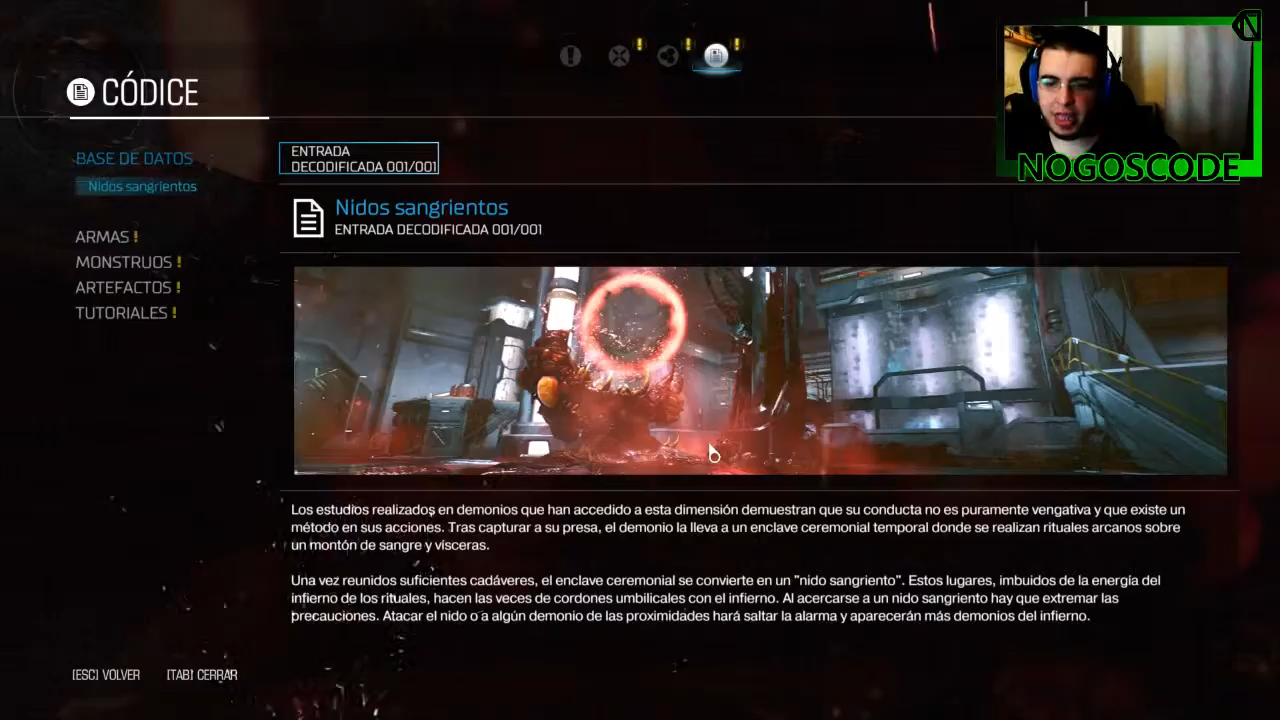 CÓDICE
NOGOSCODE
BASE DE DATOS
Nidos sangrientos
ARMAS !
MONSTRUOS !
ARTEFACTOS !
TUTORIALES !
ENTRADA
DECODIFICADA 001/001
Nidos sangrientos
ENTRADA DECODIFICADA 001/001
Los estudios realizados en demonios que han accedido a esta dimensión demuestran que su conducta no es puramente vengativa y que existe un
método en sus acciones. Tras capturar a su presa, el demonio la lleva a un enclave ceremonial temporal donde se realizan rituales arcanos sobre
un montón de sangre y vísceras.
Una vez reunidos suficientes cadáveres, el enclave ceremonial se convierte en un "nido sangriento". Estos lugares, imbuidos de la energía del
infierno de los rituales, hacen las veces de cordones umbilicales con el infierno. Al acercarse a un nido sangriento hay que extremar las
precauciones. Atacar el nido o a algún demonio de las proximidades hará saltar la alarma y aparecerán más demonios del infierno.
[ESC] VOLVER
[TAB] CERRAR